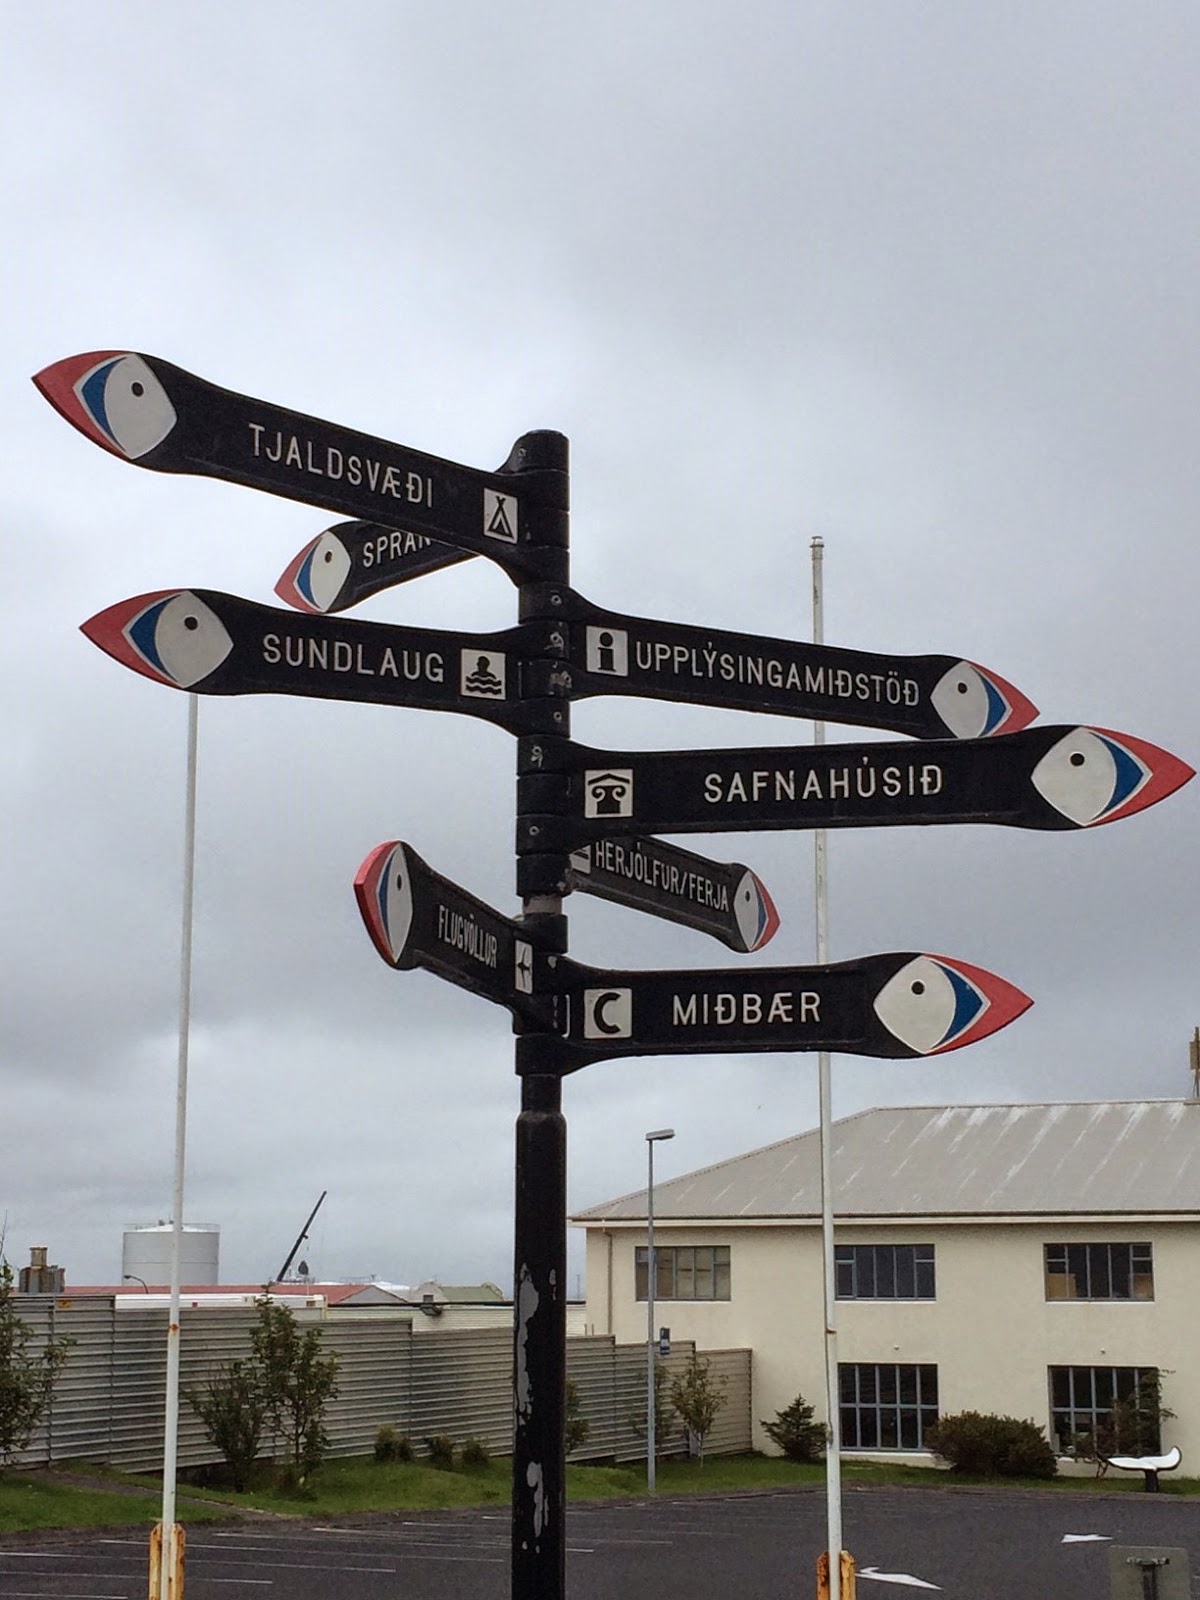 TJALDSVÆÐI
SUNDLAUG
UPPLÝSINGAMIÐSTÖÐ
SAFNAHÚSIÐ
HERJÓLFUR/FERJA
FLUGVÖLLUR
MIÐBÆR